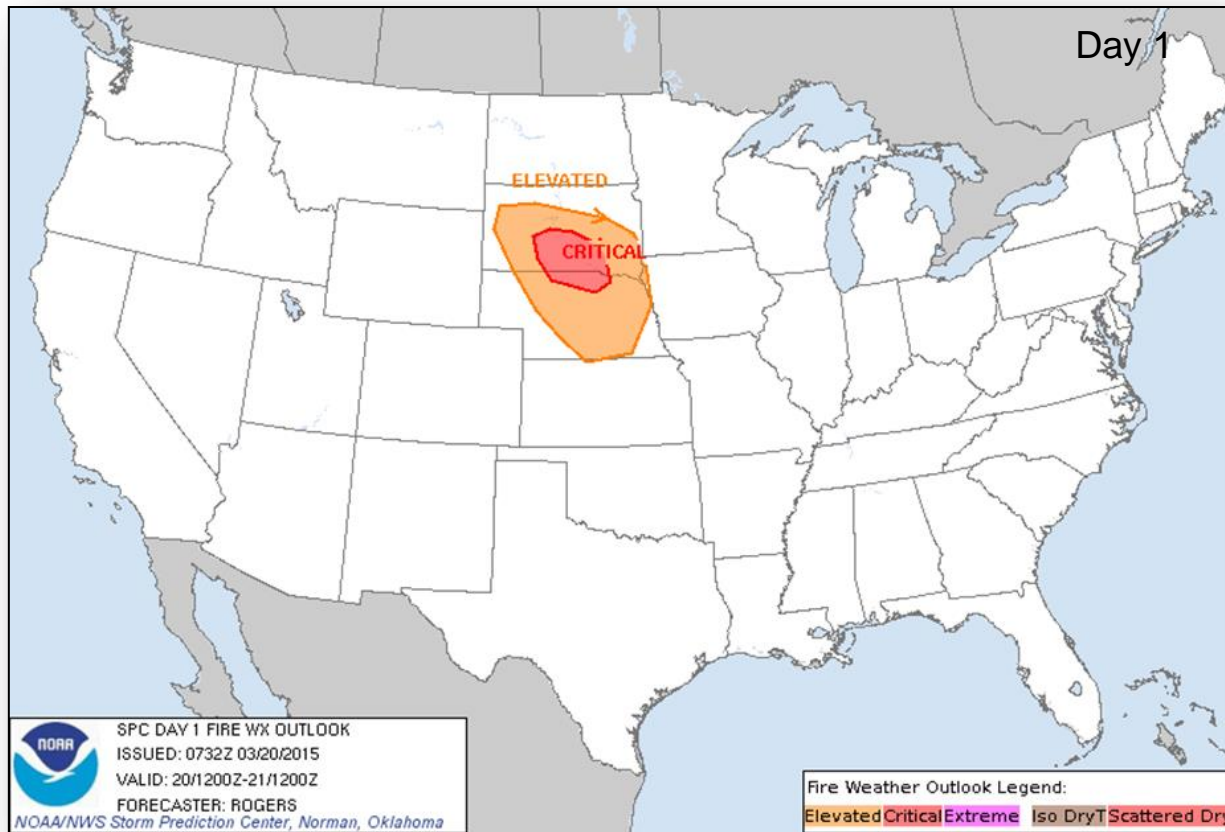 Day 1
ELEVATED
CRITICAL
NOAA
SPC DAY 1 FIRE WX OUTLOOK
ISSUED: 0732Z 03/20/2015
VALID: 20/1200Z-21/1200Z
FORECASTER: ROGERS
NOAA/NWS Storm Prediction Center, Norman, Oklahoma
Fire Weather Outlook Legend:
Elevated Critical Extreme Iso DryT Scattered Dry